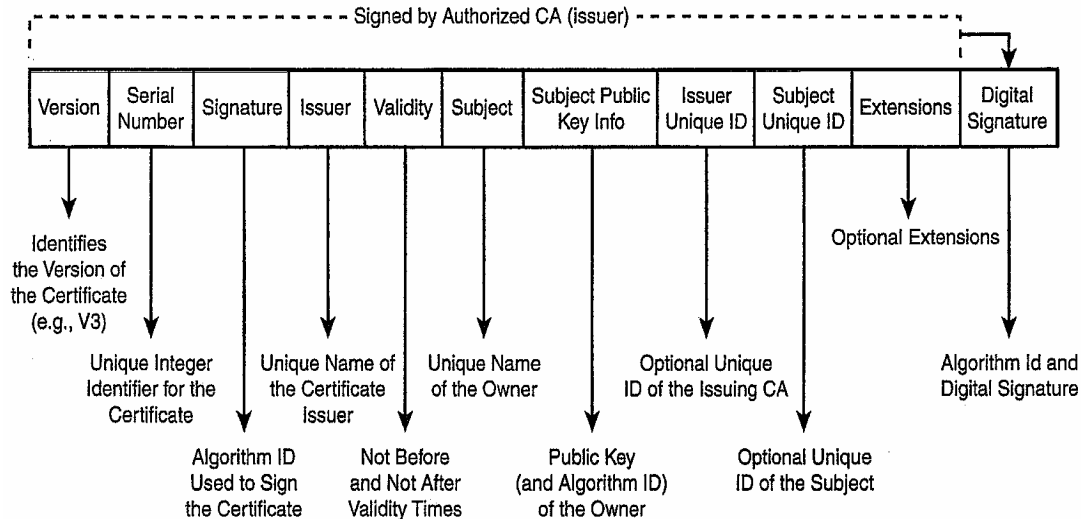 Signed by Authorized CA (issuer)
Version
Serial
Number
Signature
Issuer
Validity
Subject
Subject Public
Key Info
Issuer
Unique ID
Subject
Unique ID
Extensions
Digital
Signature
Identifies
the Version of
the Certificate
(e.g., V3)
Unique Integer
Identifier for the
Certificate
Algorithm ID
Used to Sign
the Certificate
Unique Name of
the Certificate
Issuer
Not Before
and Not After
Validity Times
Unique Name
of the Owner
Public Key
(and Algorithm ID)
of the Owner
Optional Unique
ID of the Issuing CA
Optional Unique
ID of the Subject
Optional Extensions
Algorithm Id and
Digital Signature